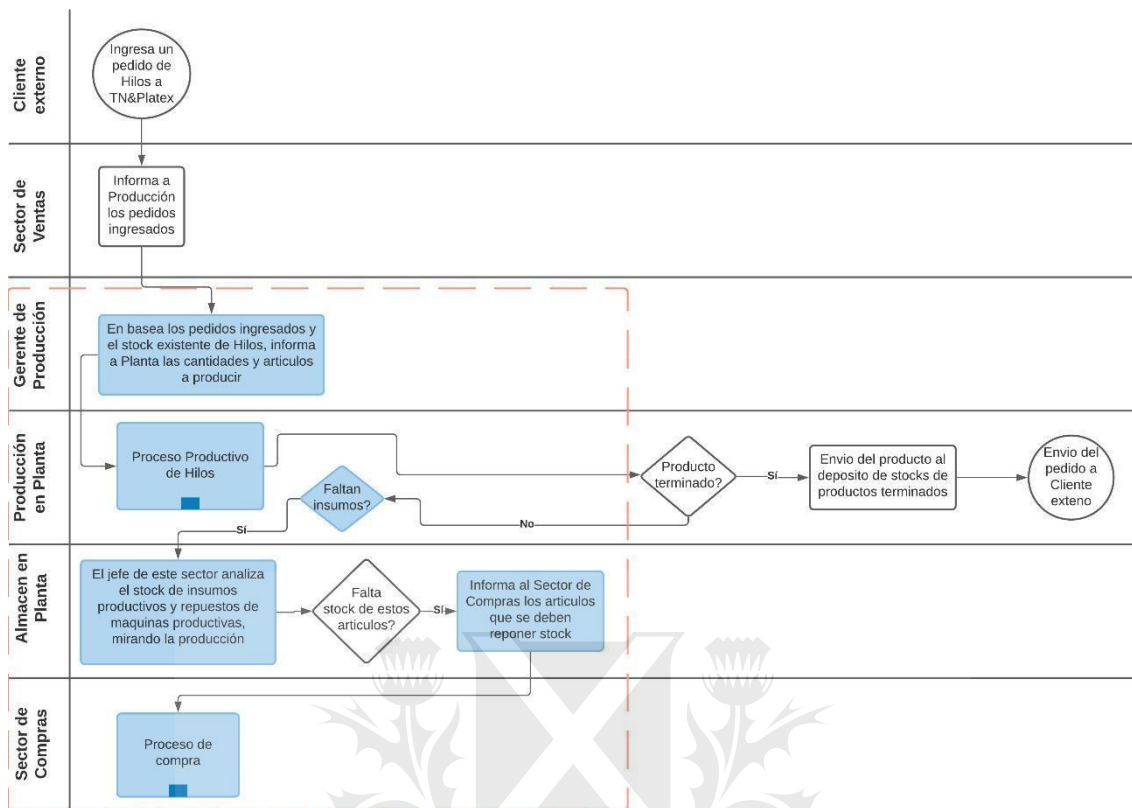 Cliente
externo
Ingresa un
pedido de
Hilos a
TN&Platex
Sector de
Ventas
Informa a
Producción
los pedidos
ingresados
Gerente de
Producción
En basea los pedidos ingresados y
el stock existente de Hilos, informa
a Planta las cantidades y articulos
a producir
Producción
en Planta
Proceso Productivo
de Hilos
Faltan
insumos?
Sí
No
Producto
terminado?
Sí
Envio del producto al
deposito de stocks de
productos terminados
Envio del
pedido a
Cliente
exteno
Almacen en
Planta
El jefe de este sector analiza
el stock de insumos
productivos y repuestos de
maquinas productivas,
mirando la producción
Falta
stock de estos
articulos?
Sí
Informa al Sector de
Compras los articulos
que se deben
reponer stock
Sector de
Compras
Proceso de
compra